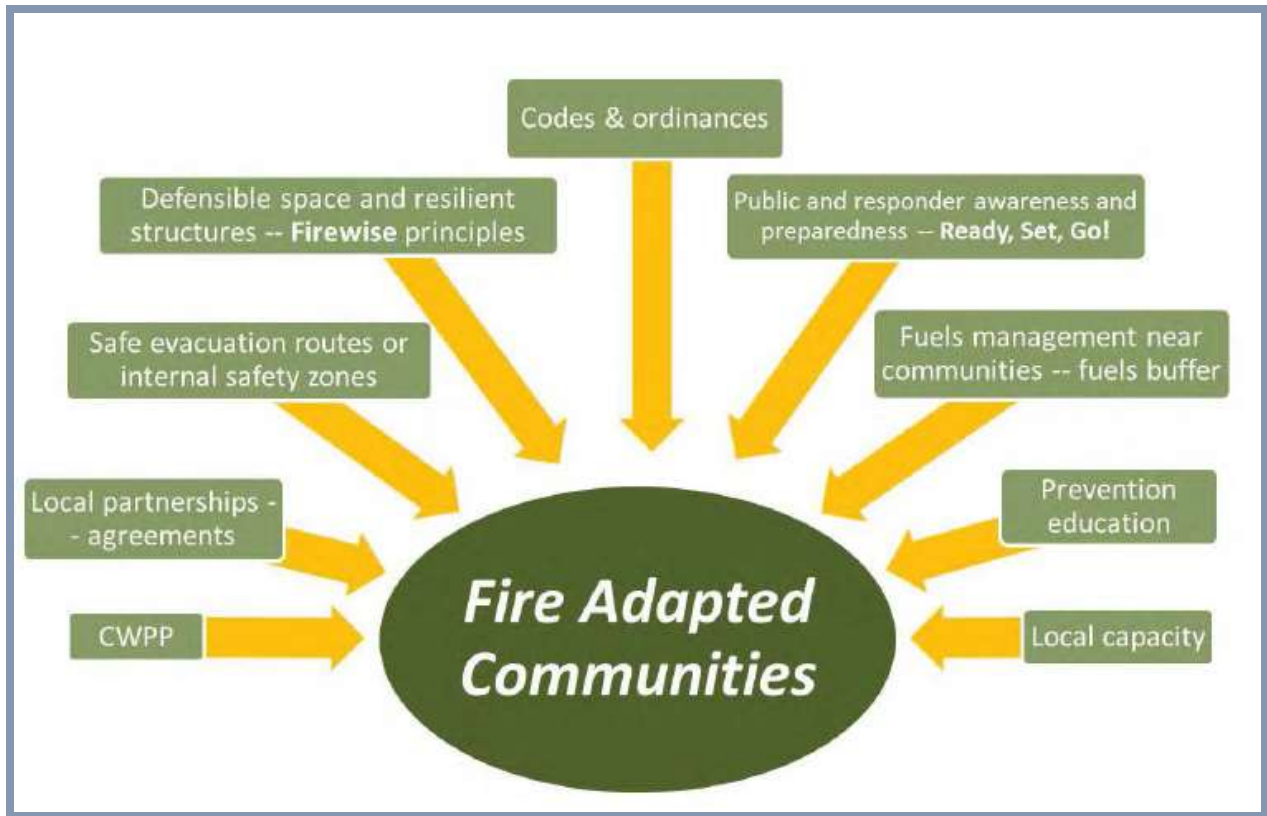 Codes & ordinances
Defensible space and resilient
structures -- Firewise principles
Public and responder awareness and
preparedness -- Ready, Set, Go!
Safe evacuation routes or
internal safety zones
Fuels management near
communities -- fuels buffer
Local partnerships -
- agreements
Prevention
education
CWPP
Local capacity
Fire Adapted
Communities